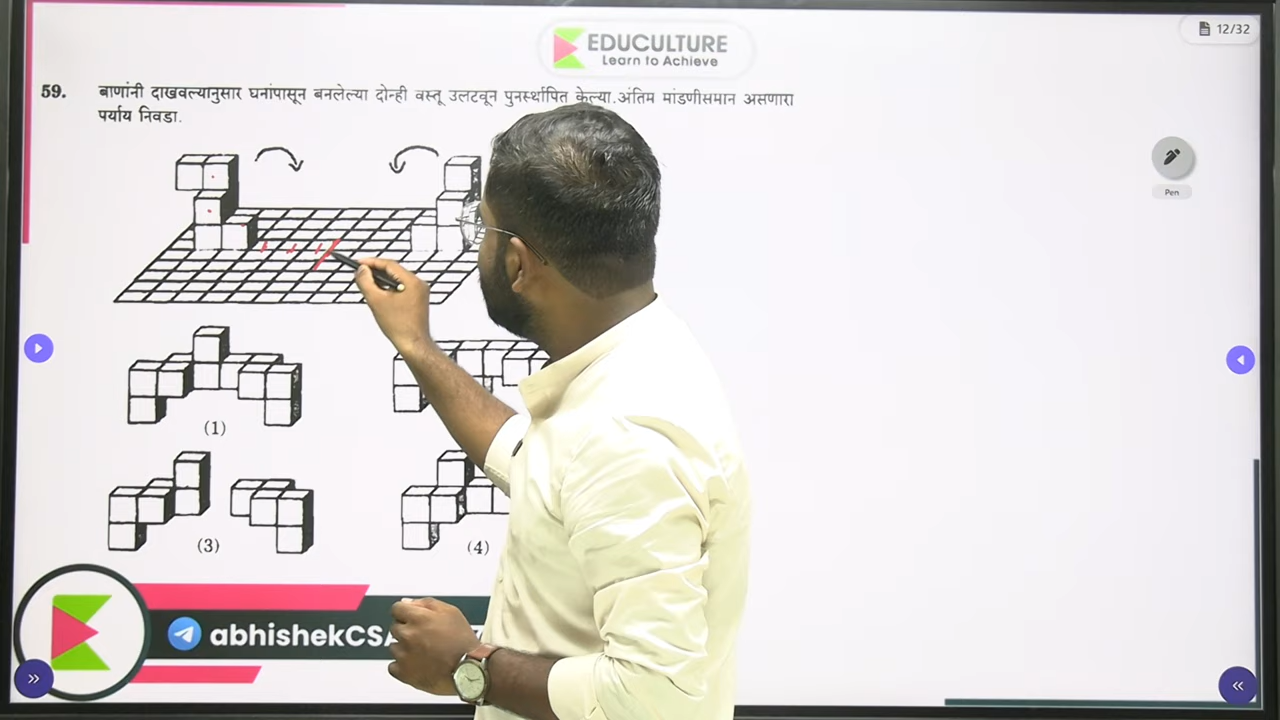 12/32
EDUCULTURE
Learn to Achieve
59. बाणांनी दाखवल्यानुसार घनांपासून बनलेल्या दोन्ही वस्तू उलटवून पुनर्स्थापित केल्या.अंतिम मांडणीसमान असणारा
पर्याय निवडा.
Pen
(1)
(3)
(4)
abhishekCSA